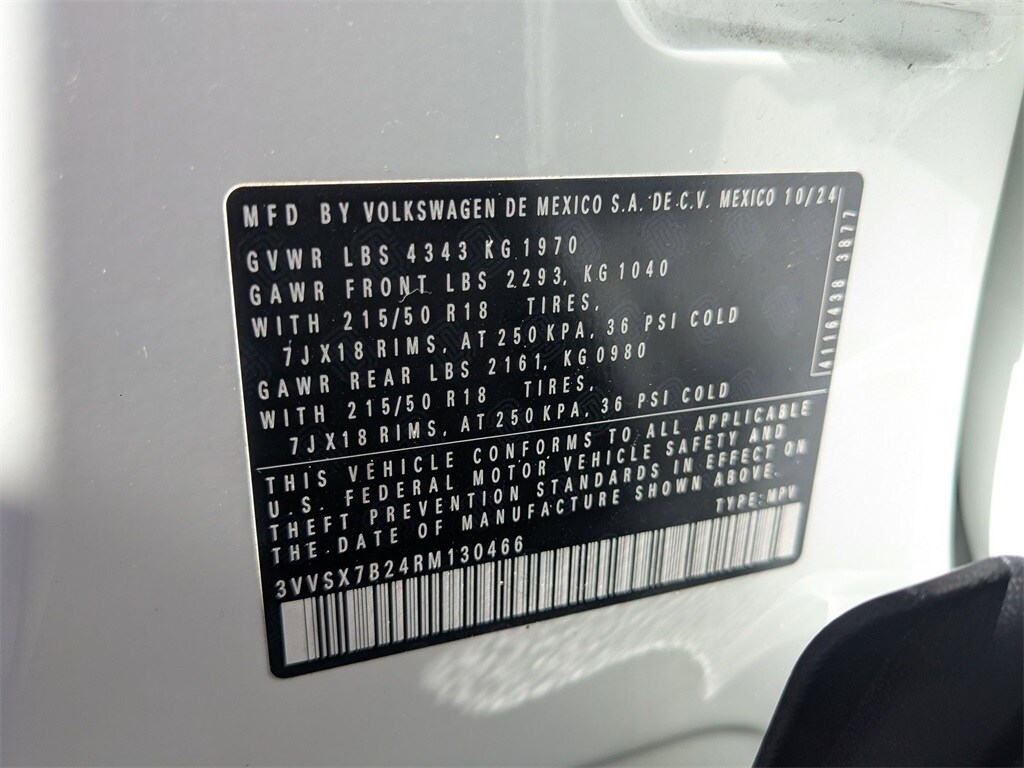 MFD BY VOLKSWAGEN DE MEXICO S.A. DE C.V. MEXICO 10/24
GVWR LBS 4343 KG 1970
GAWR FRONT LBS 2293, KG 1040
WITH 215/50 R18 TIRES,
7JX18 RIMS, AT 250 KPA, 36 PSI COLD
GAWR REAR LBS 2161, KG0980
WITH 215/50 R18 TIRES,
7JX18 RIMS, AT 250 KPA, 36 PSI COLD
THIS VEHICLE CONFORMS TO ALL APPLICABLE
U.S. FEDERAL MOTOR VEHICLE SAFETY AND
THEFT PREVENTION STANDARDS IN EFFECT ON
THE DATE OF MANUFACTURE SHOWN ABOVE.
TYPE: MPV
3VVSX7B24RM130466
4116438 3877